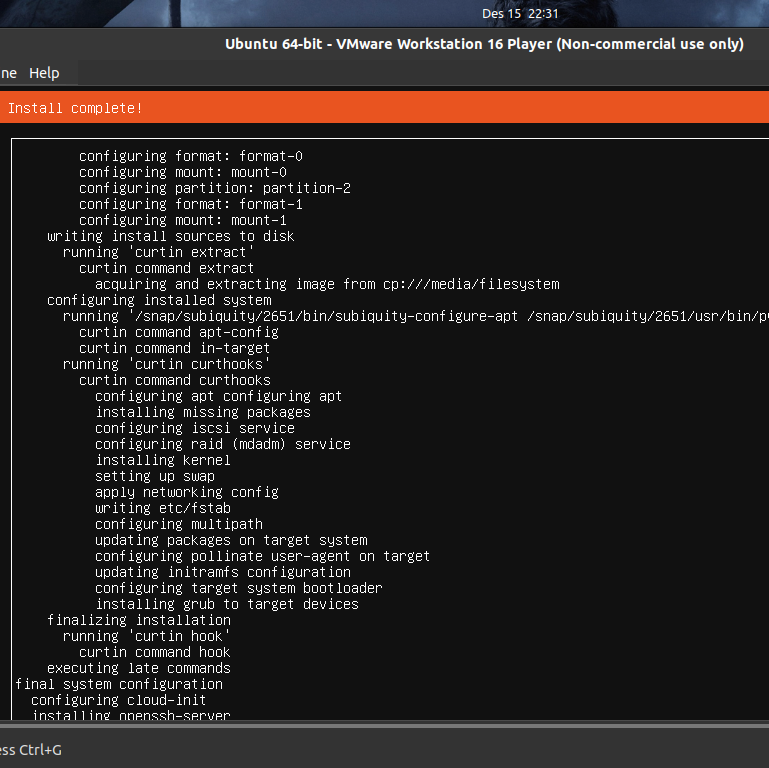 Des 15 22:31
Ubuntu 64-bit - VMware Workstation 16 Player (Non-commercial use only)
ne Help
Install complete!
configuring format: format-0
configuring mount: mount-0
configuring partition: partition-2
configuring format: format-1
configuring mount: mount-1
writing install sources to disk
running 'curtin extract'
curtin command extract
acquiring and extracting image from cp:///media/filesystem
configuring installed system
running '/snap/subiquity/2651/bin/subiquity-configure-apt /snap/subiquity/2651/usr/bin/py
curtin command apt-config
curtin command in-target
running 'curtin curthooks'
curtin command curthooks
configuring apt configuring apt
installing missing packages
configuring iscsi service
configuring raid (mdadm) service
installing kernel
setting up swap
apply networking config
writing etc/fstab
configuring multipath
updating packages on target system
configuring pollinate user-agent on target
updating initramfs configuration
configuring target system bootloader
installing grub to target devices
finalizing installation
running 'curtin hook'
curtin command hook
executing late commands
final system configuration
configuring cloud-init
installing openssh-server
ess Ctrl+G